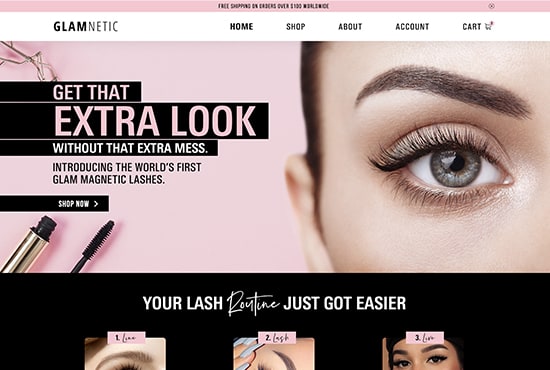 FREE SHIPPING ON ORDERS OVER $100 WORLDWIDE
GLAMNETIC
HOME SHOP ABOUT ACCOUNT CART
GET THAT
EXTRA LOOK
WITHOUT THAT EXTRA MESS.
INTRODUCING THE WORLD'S FIRST
GLAM MAGNETIC LASHES.
SHOP NOW >
YOUR LASH Routine JUST GOT EASIER
1. Line 2. Lash 3. Live